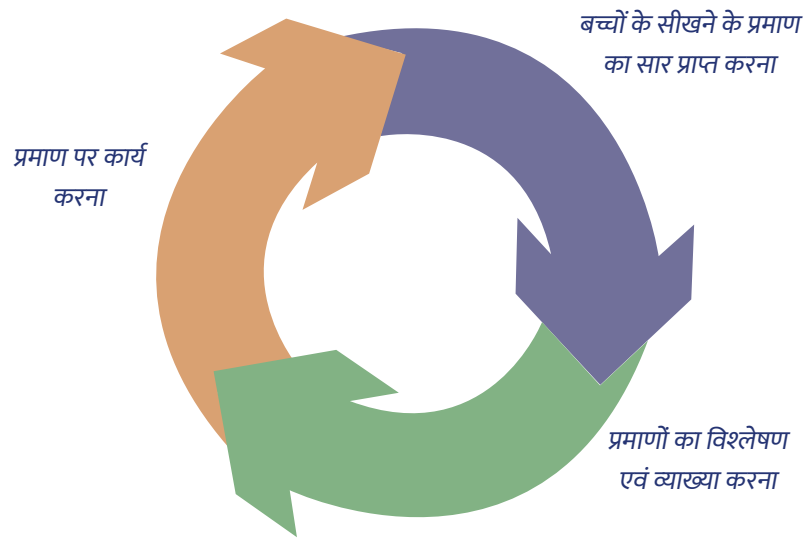 बच्चों के सीखने के प्रमाण
का सार प्राप्त करना
प्रमाण पर कार्य
करना
प्रमाणों का विश्लेषण
एवं व्याख्या करना